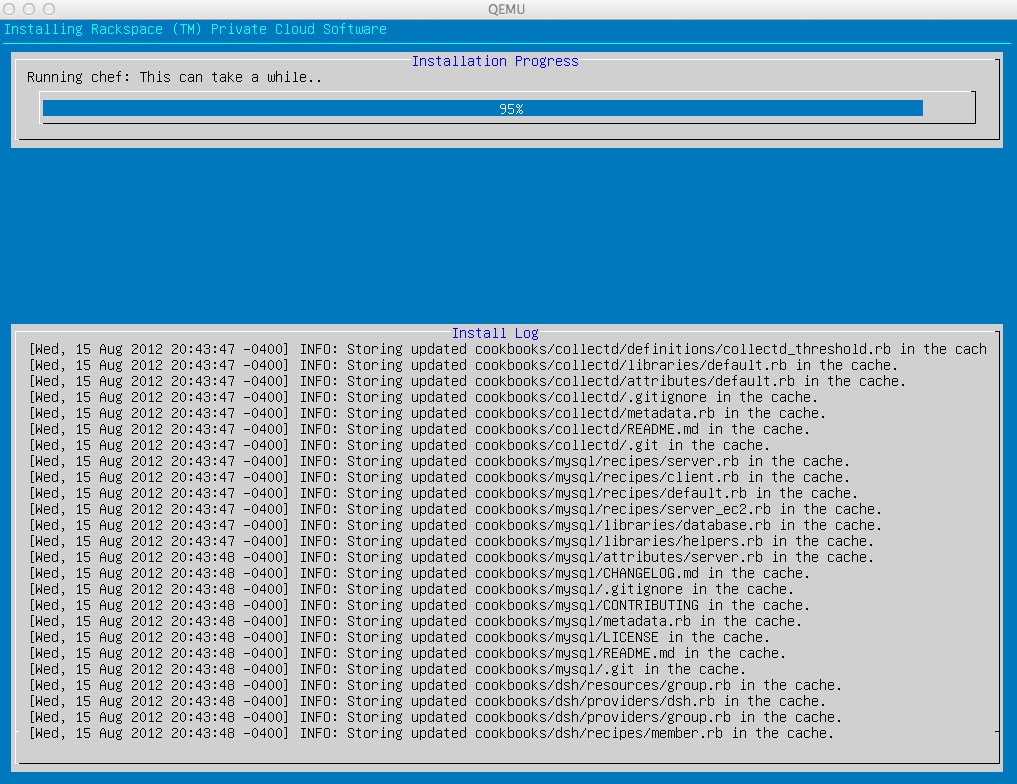 QEMU
Installing Rackspace (TM) Private Cloud Software
Installation Progress
Running chef: This can take a while..
95%
Install Log
[Wed, 15 Aug 2012 20:43:47 -0400] INFO: Storing updated cookbooks/collectd/definitions/collectd_threshold.rb in the cach
[Wed, 15 Aug 2012 20:43:47 -0400] INFO: Storing updated cookbooks/collectd/libraries/default.rb in the cache.
[Wed, 15 Aug 2012 20:43:47 -0400] INFO: Storing updated cookbooks/collectd/attributes/default.rb in the cache.
[Wed, 15 Aug 2012 20:43:47 -0400] INFO: Storing updated cookbooks/collectd/.gitignore in the cache.
[Wed, 15 Aug 2012 20:43:47 -0400] INFO: Storing updated cookbooks/collectd/metadata.rb in the cache.
[Wed, 15 Aug 2012 20:43:47 -0400] INFO: Storing updated cookbooks/collectd/README.md in the cache.
[Wed, 15 Aug 2012 20:43:47 -0400] INFO: Storing updated cookbooks/collectd/.git in the cache.
[Wed, 15 Aug 2012 20:43:47 -0400] INFO: Storing updated cookbooks/mysql/recipes/server.rb in the cache.
[Wed, 15 Aug 2012 20:43:47 -0400] INFO: Storing updated cookbooks/mysql/recipes/client.rb in the cache.
[Wed, 15 Aug 2012 20:43:47 -0400] INFO: Storing updated cookbooks/mysql/recipes/default.rb in the cache.
[Wed, 15 Aug 2012 20:43:47 -0400] INFO: Storing updated cookbooks/mysql/recipes/server_ec2.rb in the cache.
[Wed, 15 Aug 2012 20:43:47 -0400] INFO: Storing updated cookbooks/mysql/libraries/database.rb in the cache.
[Wed, 15 Aug 2012 20:43:47 -0400] INFO: Storing updated cookbooks/mysql/libraries/helpers.rb in the cache.
[Wed, 15 Aug 2012 20:43:48 -0400] INFO: Storing updated cookbooks/mysql/attributes/server.rb in the cache.
[Wed, 15 Aug 2012 20:43:48 -0400] INFO: Storing updated cookbooks/mysql/CHANGELOG.md in the cache.
[Wed, 15 Aug 2012 20:43:48 -0400] INFO: Storing updated cookbooks/mysql/.gitignore in the cache.
[Wed, 15 Aug 2012 20:43:48 -0400] INFO: Storing updated cookbooks/mysql/CONTRIBUTING in the cache.
[Wed, 15 Aug 2012 20:43:48 -0400] INFO: Storing updated cookbooks/mysql/metadata.rb in the cache.
[Wed, 15 Aug 2012 20:43:48 -0400] INFO: Storing updated cookbooks/mysql/LICENSE in the cache.
[Wed, 15 Aug 2012 20:43:48 -0400] INFO: Storing updated cookbooks/mysql/README.md in the cache.
[Wed, 15 Aug 2012 20:43:48 -0400] INFO: Storing updated cookbooks/mysql/.git in the cache.
[Wed, 15 Aug 2012 20:43:48 -0400] INFO: Storing updated cookbooks/dsh/resources/group.rb in the cache.
[Wed, 15 Aug 2012 20:43:48 -0400] INFO: Storing updated cookbooks/dsh/providers/dsh.rb in the cache.
[Wed, 15 Aug 2012 20:43:48 -0400] INFO: Storing updated cookbooks/dsh/providers/group.rb in the cache.
[Wed, 15 Aug 2012 20:43:48 -0400] INFO: Storing updated cookbooks/dsh/recipes/member.rb in the cache.